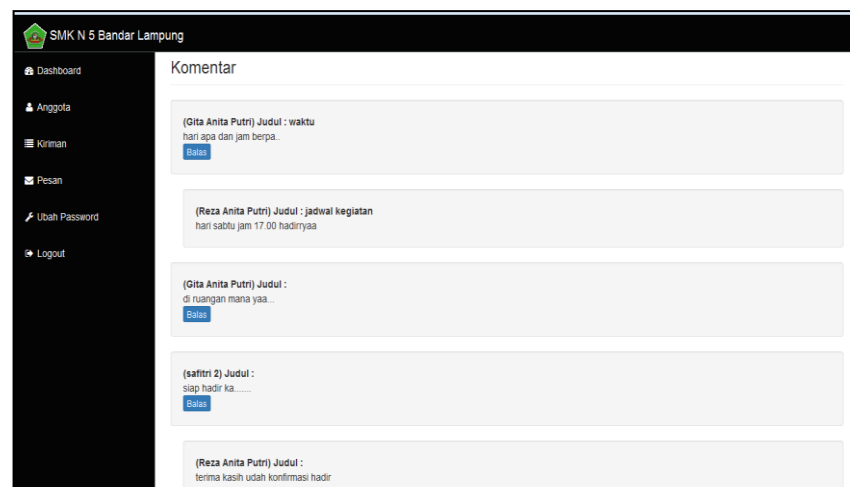 SMK N 5 Bandar Lampung
Dashboard
Anggota
Kiriman
Pesan
Ubah Password
Logout
Komentar
(Gita Anita Putri) Judul : waktu
hari apa dan jam berpa..
Balas
(Reza Anita Putri) Judul : jadwal kegiatan
hari sabtu jam 17.00 hadirryaa
(Gita Anita Putri) Judul :
di ruangan mana yaa...
Balas
(safitri 2) Judul :
siap hadir ka.......
Balas
(Reza Anita Putri) Judul :
terima kasih udah konfirmasi hadir